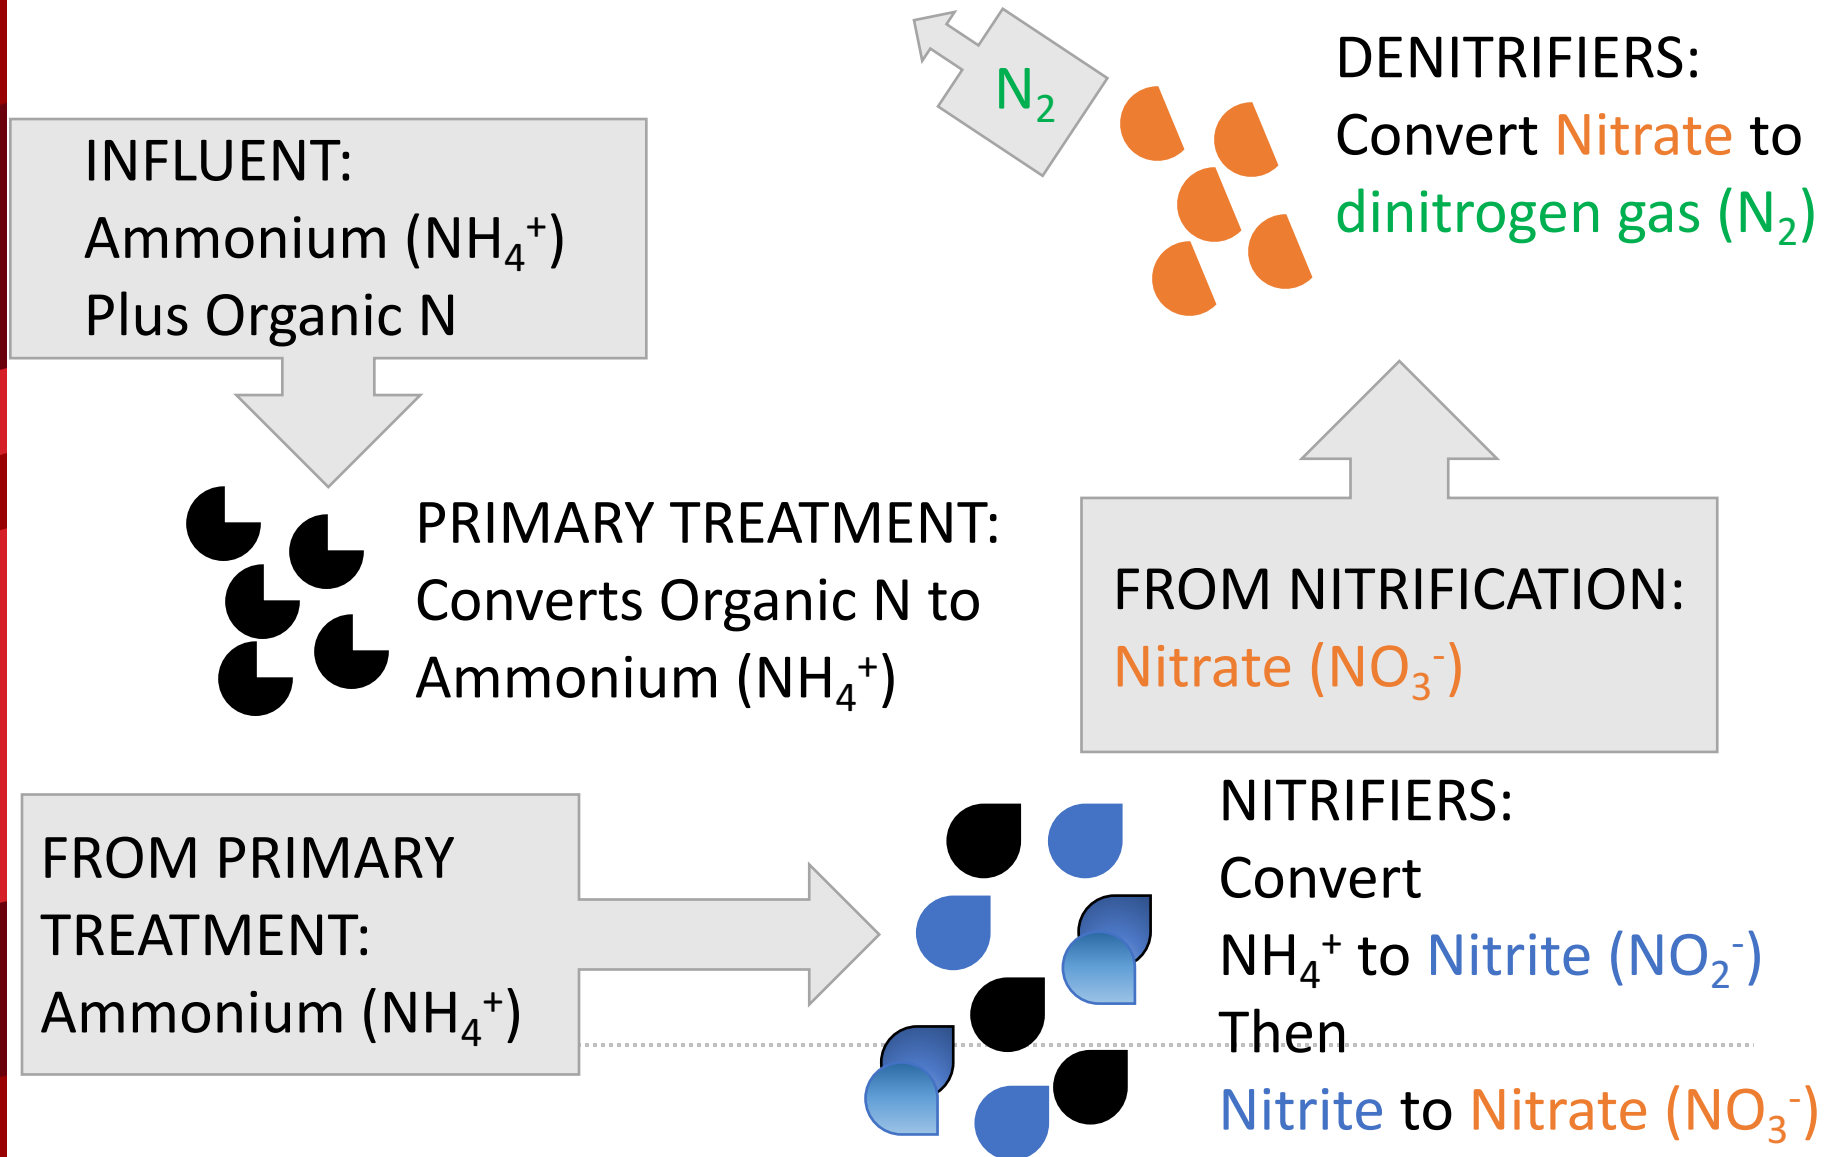 INFLUENT:
Ammonium (NH₄⁺)
Plus Organic N
PRIMARY TREATMENT:
Converts Organic N to
Ammonium (NH₄⁺)
FROM PRIMARY
TREATMENT:
Ammonium (NH₄⁺)
NITRIFIERS:
Convert
NH₄⁺ to Nitrite (NO₂⁻)
Then
Nitrite to Nitrate (NO₃⁻)
FROM NITRIFICATION:
Nitrate (NO₃⁻)
DENITRIFIERS:
Convert Nitrate to
dinitrogen gas (N₂)
N₂